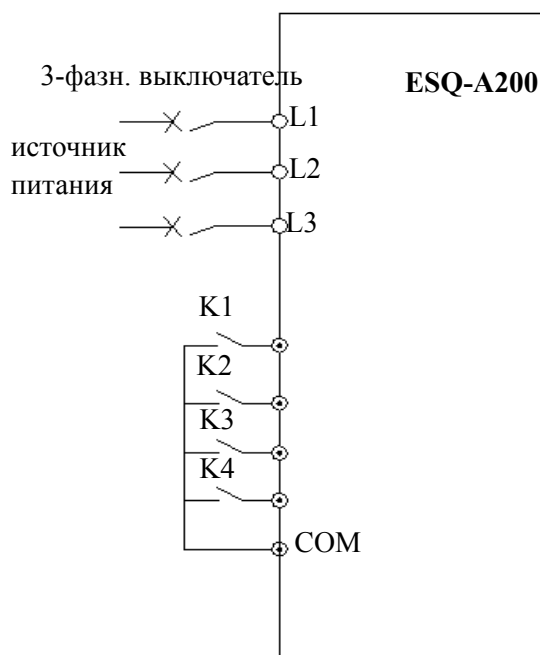 3-фазн. выключатель
ESQ-A200
L1
источник
питания
L2
L3
K1
K2
K3
K4
COM